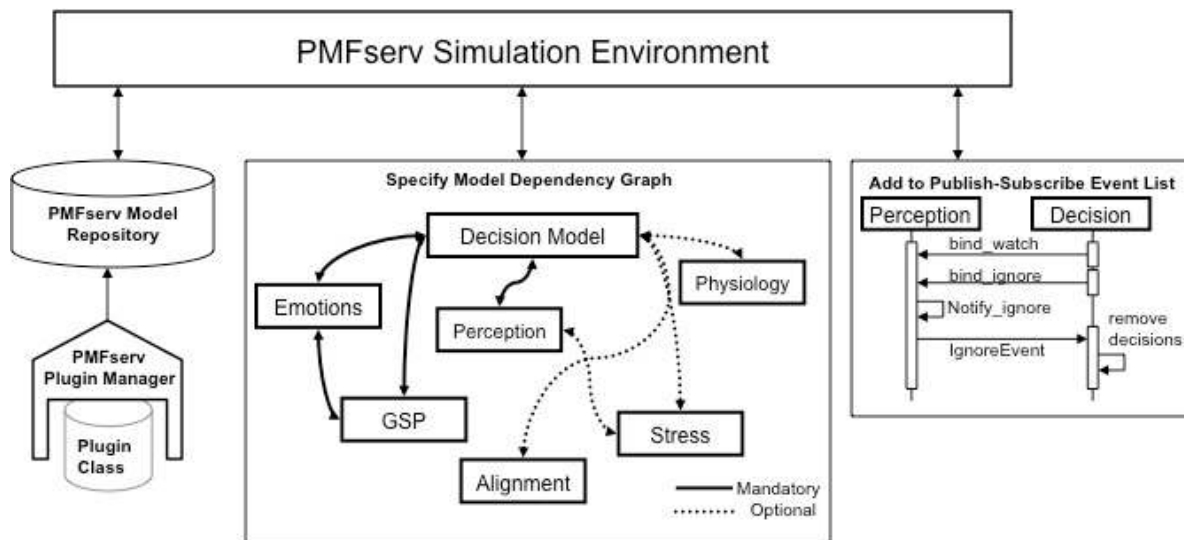 PMFserv Simulation Environment
PMFserv Model
Repository
PMFserv
Plugin Manager
Plugin
Class
Specify Model Dependency Graph
Decision Model
Emotions
Perception
Physiology
GSP
Stress
Alignment
Mandatory
Optional
Add to Publish-Subscribe Event List
Perception
Decision
bind_watch
bind_ignore
Notify_ignore
IgnoreEvent
remove
decisions